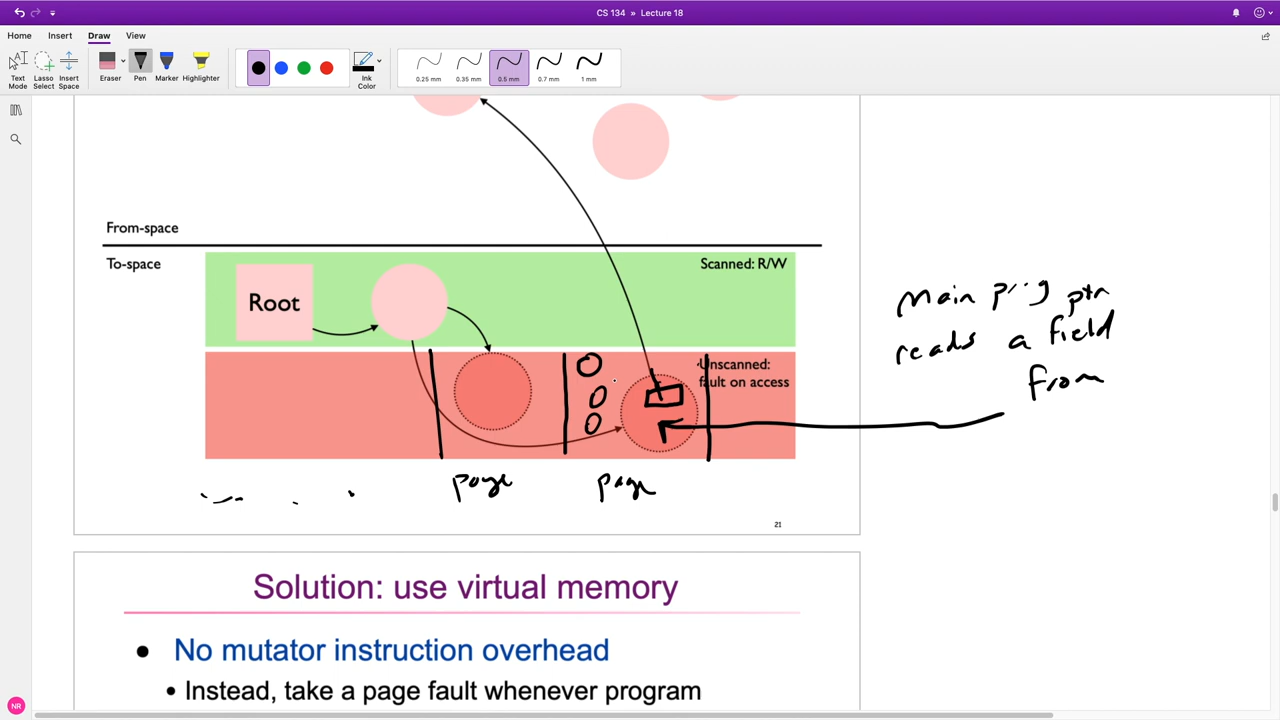 CS 134 » Lecture 18
Home Insert Draw View
Text Mode
Lasso Select
Insert Space
Eraser
Pen
Marker
Highlighter
Ink Color
0.25 mm
0.35 mm
0.5 mm
0.7 mm
1 mm
From-space
To-space
Scanned: R/W
Root
Unscanned:
fault on access
Main prog ptr
reads a field
from
page
page
21
Solution: use virtual memory
● No mutator instruction overhead
• Instead, take a page fault whenever program
NR